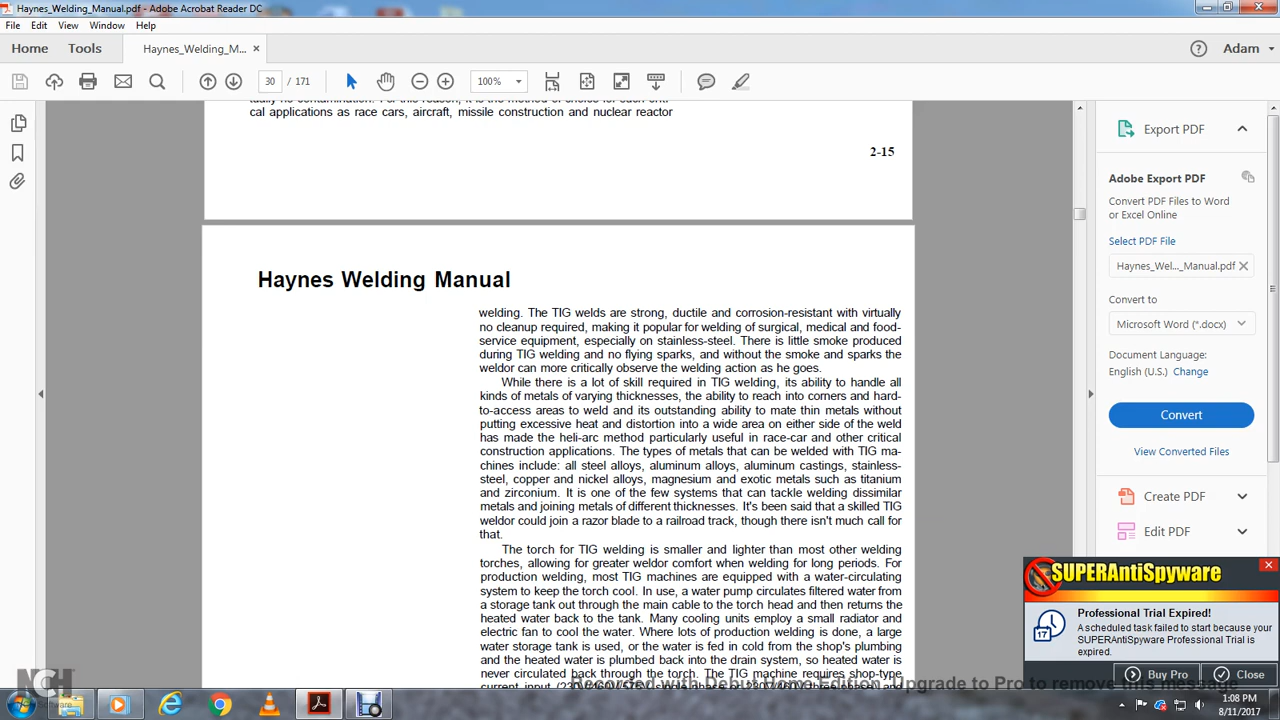 Haynes_Welding_Manual.pdf - Adobe Acrobat Reader DC
File Edit View Window Help
Home Tools Haynes_Welding_M... × Adam
30 / 171 100%
cal applications as race cars, aircraft, missile construction and nuclear reactor
2-15
Haynes Welding Manual
welding. The TIG welds are strong, ductile and corrosion-resistant with virtually
no cleanup required, making it popular for welding of surgical, medical and food-
service equipment, especially on stainless-steel. There is little smoke produced
during TIG welding and no flying sparks, and without the smoke and sparks the
weldor can more critically observe the welding action as he goes.
While there is a lot of skill required in TIG welding, its ability to handle all
kinds of metals of varying thicknesses, the ability to reach into corners and hard-
to-access areas to weld and its outstanding ability to mate thin metals without
putting excessive heat and distortion into a wide area on either side of the weld
has made the heli-arc method particularly useful in race-car and other critical
construction applications. The types of metals that can be welded with TIG ma-
chines include: all steel alloys, aluminum alloys, aluminum castings, stainless-
steel, copper and nickel alloys, magnesium and exotic metals such as titanium
and zirconium. It is one of the few systems that can tackle welding dissimilar
metals and joining metals of different thicknesses. It's been said that a skilled TIG
weldor could join a razor blade to a railroad track, though there isn't much call for
that.
The torch for TIG welding is smaller and lighter than most other welding
torches, allowing for greater weldor comfort when welding for long periods. For
production welding, most TIG machines are equipped with a water-circulating
system to keep the torch cool. In use, a water pump circulates filtered water from
a storage tank out through the main cable to the torch head and then returns the
heated water back to the tank. Many cooling units employ a small radiator and
electric fan to cool the water. Where lots of production welding is done, a large
water storage tank is used, or the water is fed in cold from the shop's plumbing
and the heated water is plumbed back into the drain system, so heated water is
never circulated back through the torch. The TIG machine requires shop-type
Export PDF
Adobe Export PDF
Convert PDF Files to Word
or Excel Online
Select PDF File
Haynes_Wel..._Manual.pdf
Convert to
Microsoft Word (*.docx)
Document Language:
English (U.S.) Change
Convert
View Converted Files
Create PDF
Edit PDF
SUPERAntiSpyware
Professional Trial Expired!
A scheduled task failed to start because your
SUPERAntiSpyware Professional Trial is
expired.
17
Buy Pro Close
Recorded with Debut Home Edition. Upgrade to Pro to remove this message
NCH
Software
1:08 PM
8/11/2017